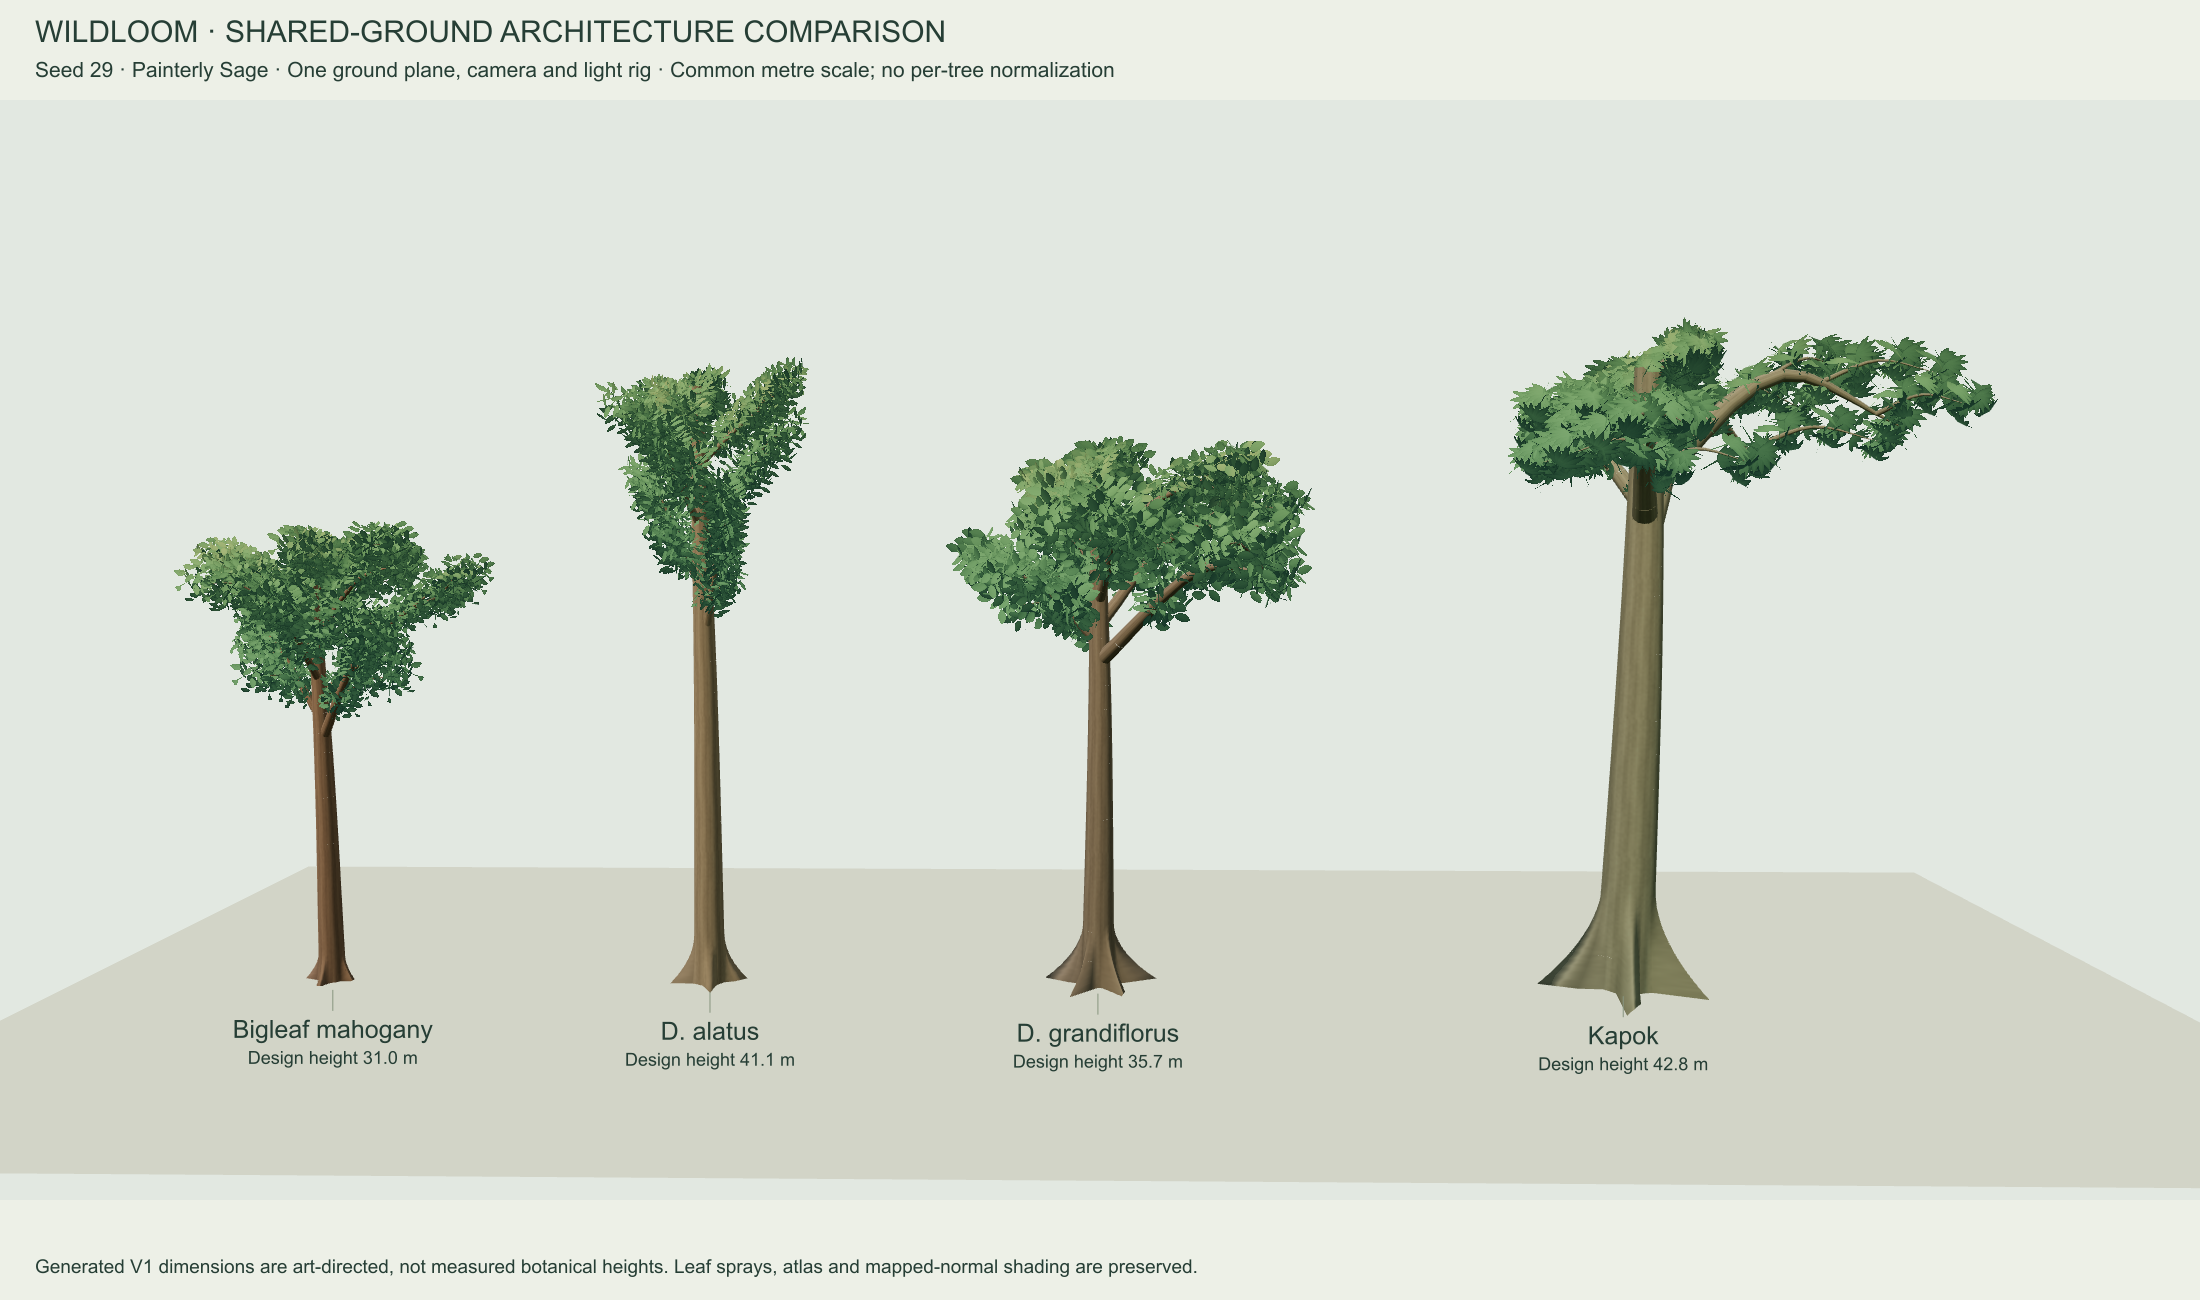 WILDLOOM · SHARED-GROUND ARCHITECTURE COMPARISON
Seed 29 · Painterly Sage · One ground plane, camera and light rig · Common metre scale; no per-tree normalization
Bigleaf mahogany
Design height 31.0 m
D. alatus
Design height 41.1 m
D. grandiflorus
Design height 35.7 m
Kapok
Design height 42.8 m
Generated V1 dimensions are art-directed, not measured botanical heights. Leaf sprays, atlas and mapped-normal shading are preserved.